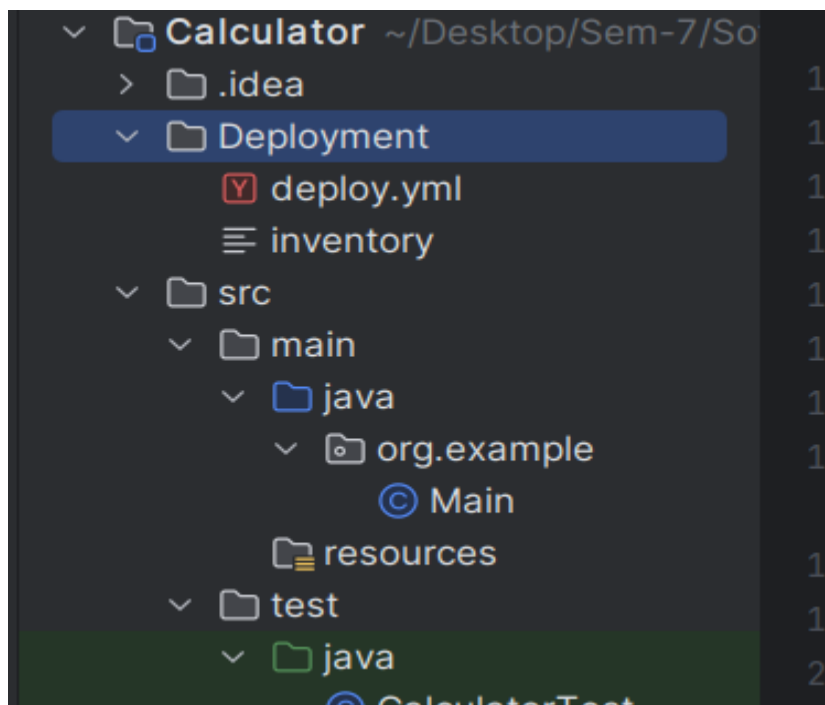 Calculator ~/Desktop/Sem-7/So
.idea
Deployment
deploy.yml
inventory
src
main
java
org.example
Main
resources
test
java
CalculatorTest